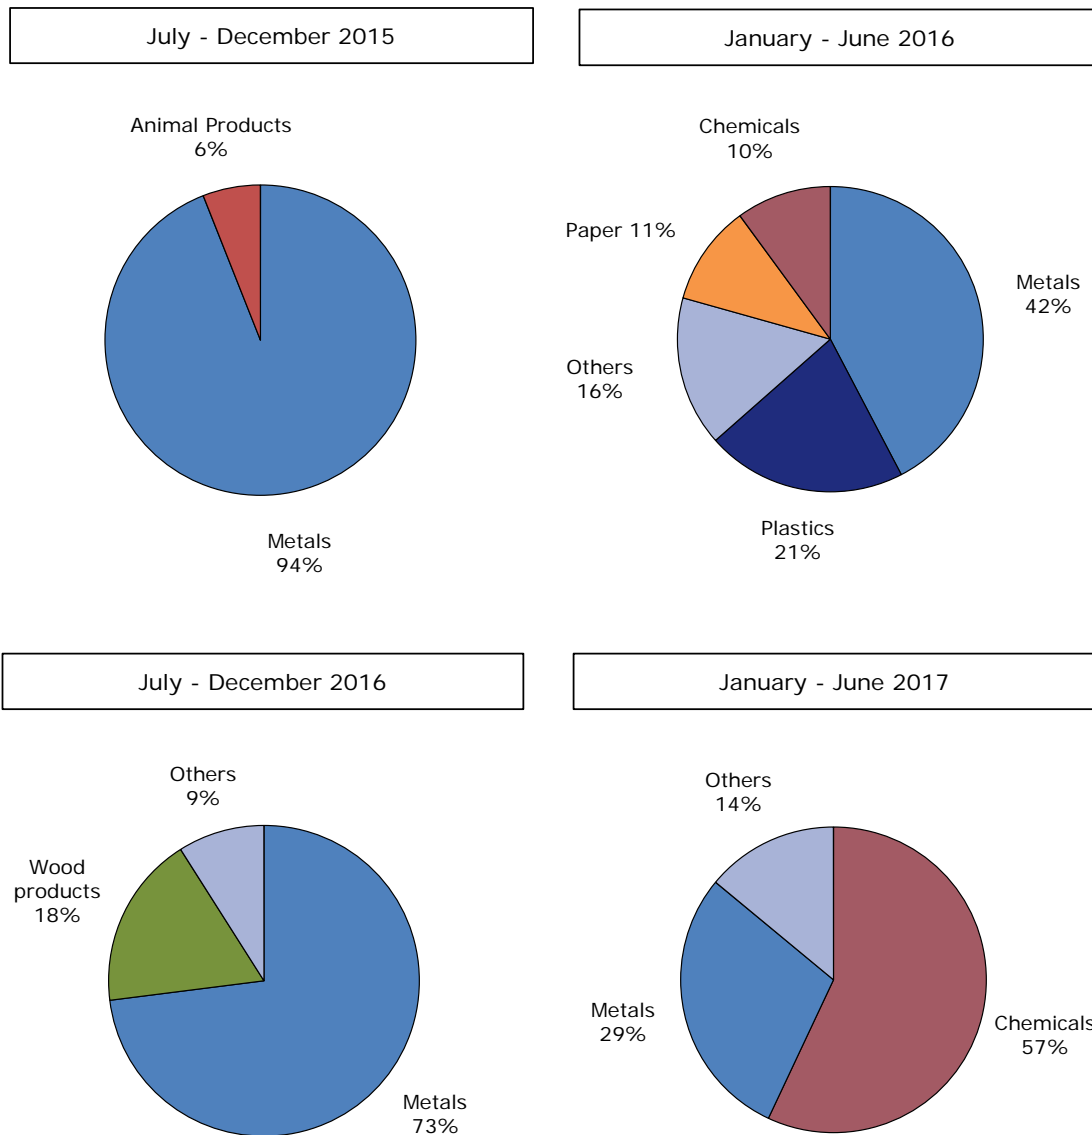 July - December 2015
January - June 2016
Animal Products
6%
Metals
94%
Chemicals
10%
Paper 11%
Metals
42%
Others
16%
Plastics
21%
July - December 2016
January - June 2017
Others
9%
Wood
products
18%
Metals
73%
Others
14%
Metals
29%
Chemicals
57%